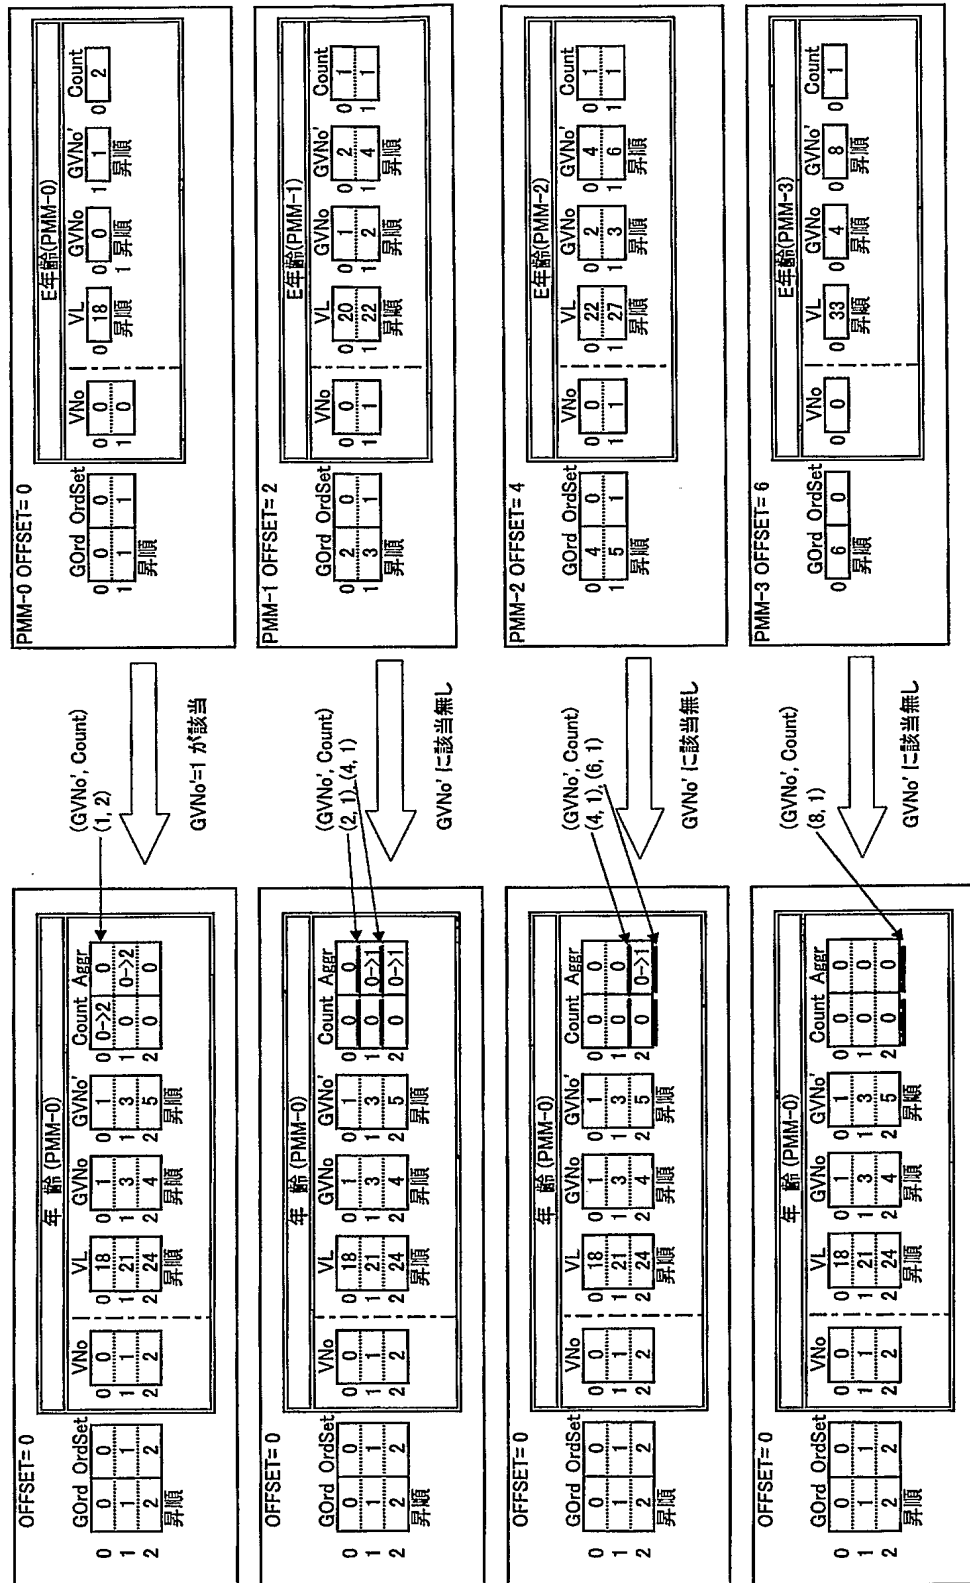 OFFSET= 0
年 齢 (PMM-0)
GOrd OrdSet VNo VL GVNo GVNo' Count Aggr
0 0 0 0 0 0 18 0 1 0 1 0 0->2 0
1 1 1 1 1 1 21 1 3 1 3 1 0 0->2
2 2 2 2 2 2 24 2 4 2 5 2 0 0
昇順 昇順 昇順 昇順
(GVNo', Count)
(1, 2)
GVNo'=1 が該当
PMM-0 OFFSET= 0
E年齢(PMM-0)
GOrd OrdSet VNo VL GVNo GVNo' Count
0 0 0 0 0 0 18 0 0 1 1 0 2
1 1 1 1 0
昇順 昇順 1 昇順 昇順
OFFSET= 0
年 齢 (PMM-0)
GOrd OrdSet VNo VL GVNo GVNo' Count Aggr
0 0 0 0 0 0 18 0 1 0 1 0 0 0
1 1 1 1 1 1 21 1 3 1 3 1 0 0->1
2 2 2 2 2 2 24 2 4 2 5 2 0 0->1
昇順 昇順 昇順 昇順
(GVNo', Count)
(2, 1), (4, 1)
GVNo' に該当無し
PMM-1 OFFSET= 2
E年齢(PMM-1)
GOrd OrdSet VNo VL GVNo GVNo' Count
0 2 0 0 0 0 20 0 1 0 2 0 1
1 3 1 1 1 1 22 1 2 1 4 1 1
昇順 昇順 昇順 昇順
OFFSET= 0
年 齢 (PMM-0)
GOrd OrdSet VNo VL GVNo GVNo' Count Aggr
0 0 0 0 0 0 18 0 1 0 1 0 0 0
1 1 1 1 1 1 21 1 3 1 3 1 0 0
2 2 2 2 2 2 24 2 4 2 5 2 0 0->1
昇順 昇順 昇順 昇順
(GVNo', Count)
(4, 1), (6, 1)
GVNo' に該当無し
PMM-2 OFFSET= 4
E年齢(PMM-2)
GOrd OrdSet VNo VL GVNo GVNo' Count
0 4 0 0 0 0 22 0 2 0 4 0 1
1 5 1 1 1 1 27 1 3 1 6 1 1
昇順 昇順 昇順 昇順
OFFSET= 0
年 齢 (PMM-0)
GOrd OrdSet VNo VL GVNo GVNo' Count Aggr
0 0 0 0 0 0 18 0 1 0 1 0 0 0
1 1 1 1 1 1 21 1 3 1 3 1 0 0
2 2 2 2 2 2 24 2 4 2 5 2 0 0
昇順 昇順 昇順 昇順
(GVNo', Count)
(8, 1)
GVNo' に該当無し
PMM-3 OFFSET= 6
E年齢(PMM-3)
GOrd OrdSet VNo VL GVNo GVNo' Count
0 6 0 0 0 0 33 0 4 0 8 0 1
昇順 昇順 昇順 昇順